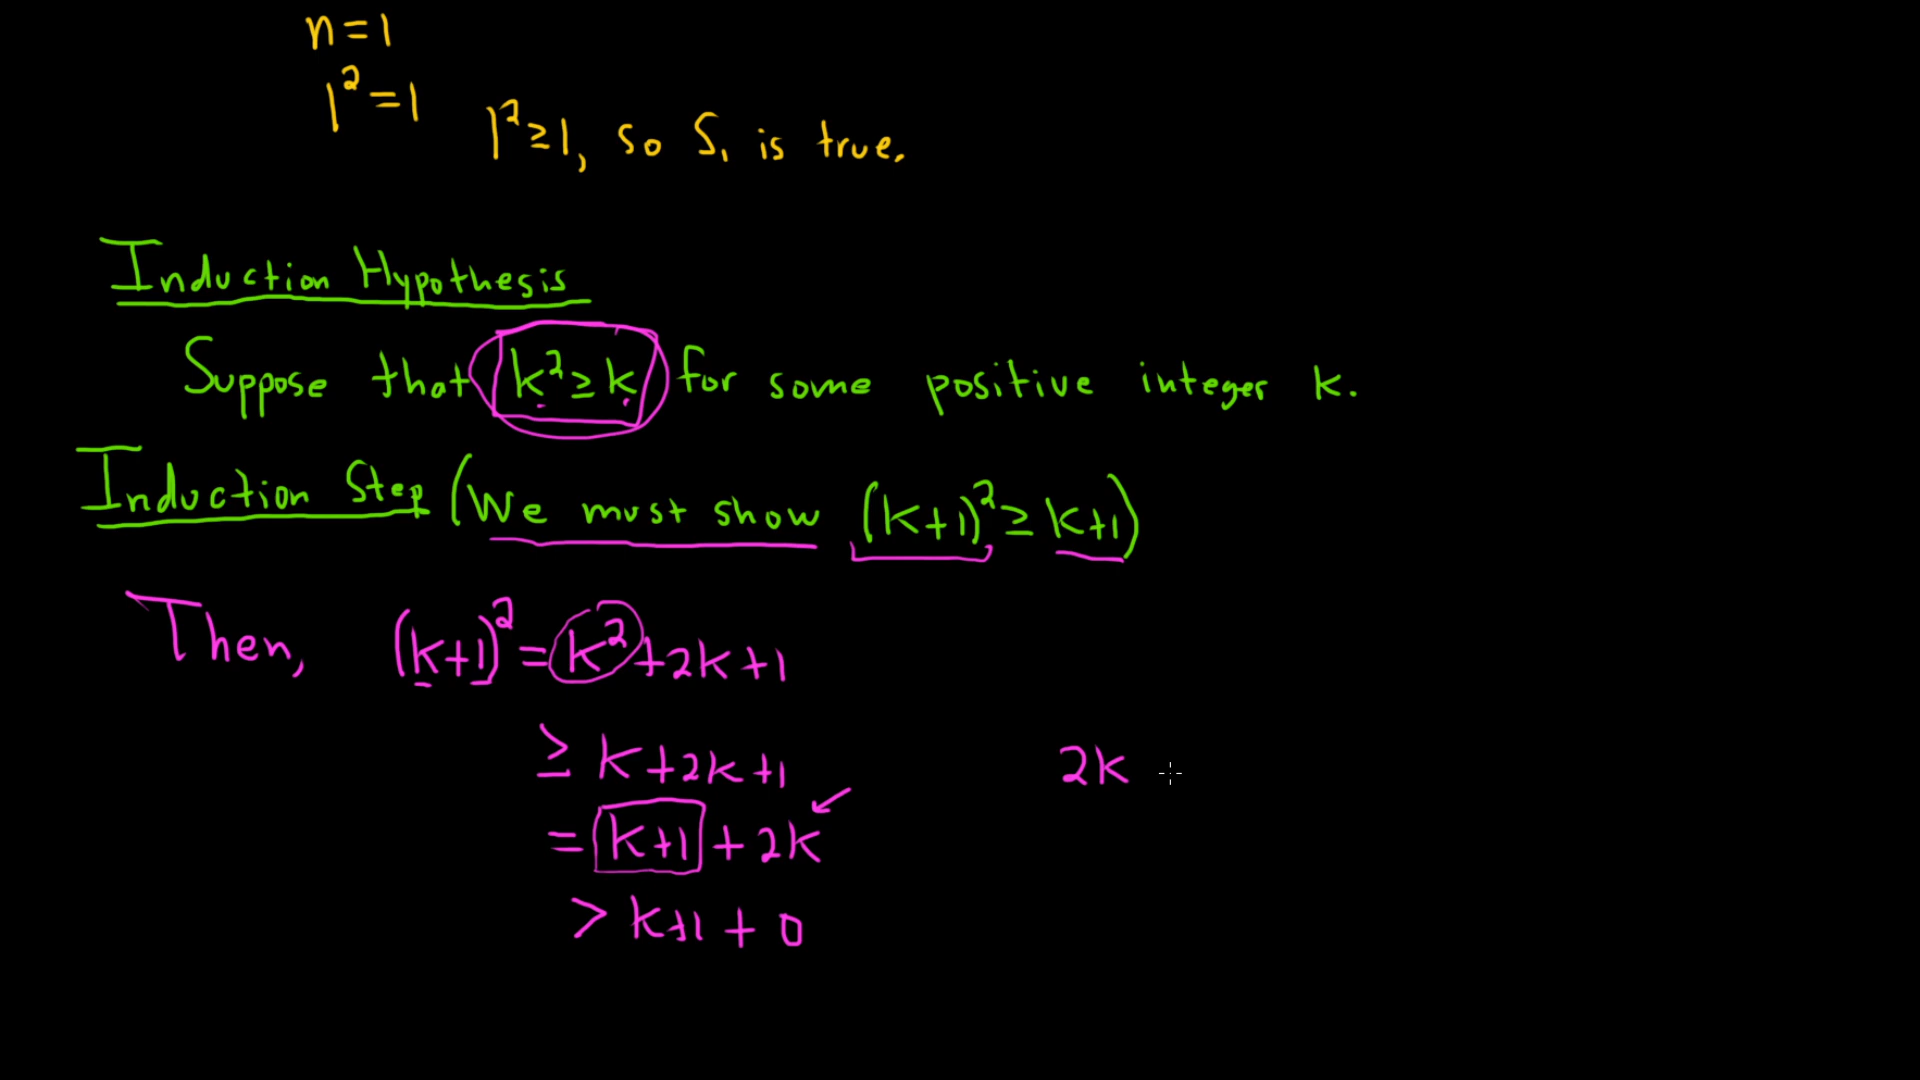 n=1
1²=1
1²≥1, so S₁ is true.
Induction Hypothesis
Suppose that k²≥k for some positive integer k.
Induction Step (We must show (k+1)²≥k+1)
Then, (k+1)²=k²+2k+1
≥ k+2k+1
2k
= k+1 + 2k
> k+1 + 0